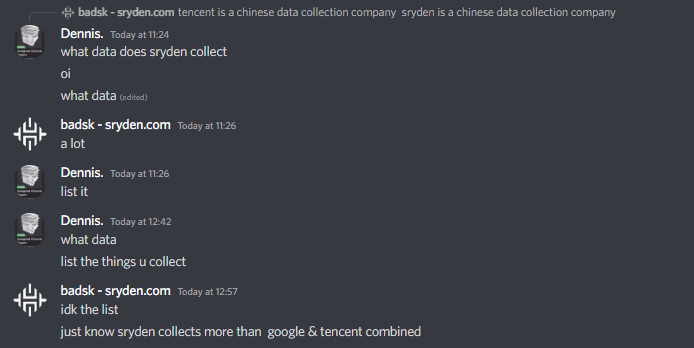 badsk - sryden.com tencent is a chinese data collection company sryden is a chinese data collection company
Dennis. Today at 11:24
what data does sryden collect
oi
what data (edited)
badsk - sryden.com Today at 11:26
a lot
Dennis. Today at 11:26
list it
Dennis. Today at 12:42
what data
list the things u collect
badsk - sryden.com Today at 12:57
idk the list
just know sryden collects more than google & tencent combined